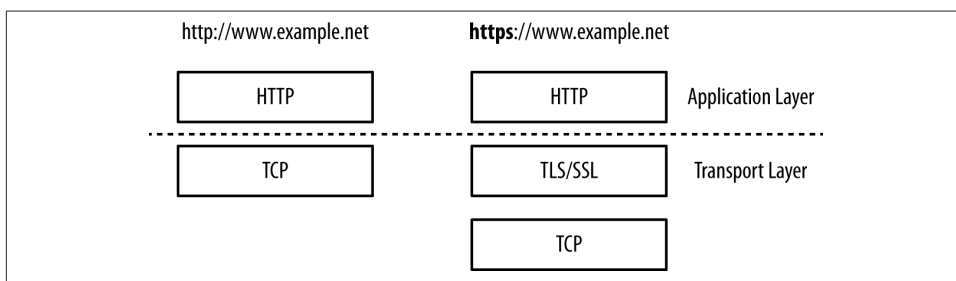 http://www.example.net https://www.example.net
HTTP HTTP Application Layer
TCP TLS/SSL Transport Layer
TCP